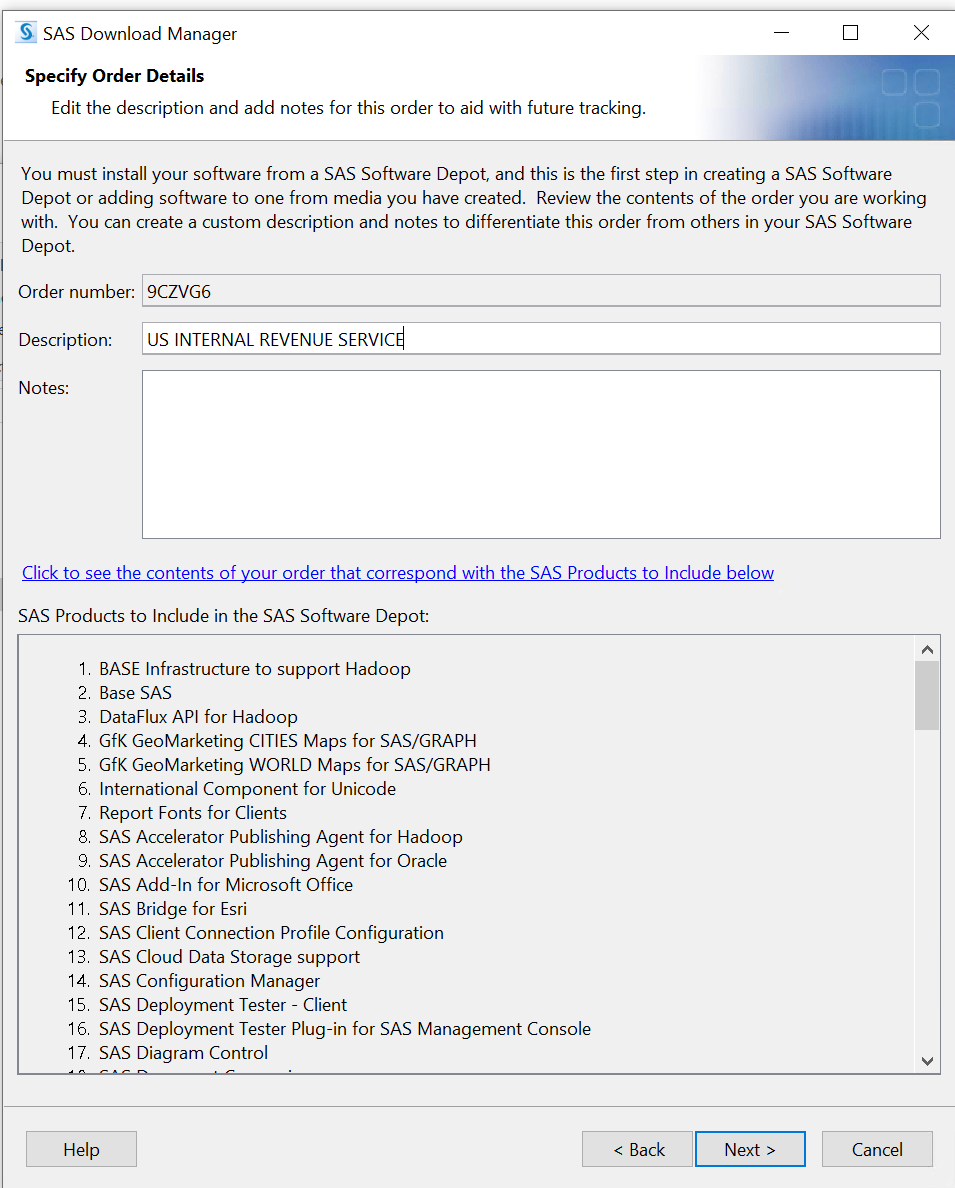 SAS Download Manager
Specify Order Details
Edit the description and add notes for this order to aid with future tracking.
You must install your software from a SAS Software Depot, and this is the first step in creating a SAS Software
Depot or adding software to one from media you have created.  Review the contents of the order you are working
with.  You can create a custom description and notes to differentiate this order from others in your SAS Software
Depot.
Order number: 9CZVG6
Description: US INTERNAL REVENUE SERVICE
Notes:
Click to see the contents of your order that correspond with the SAS Products to Include below
SAS Products to Include in the SAS Software Depot:
1. BASE Infrastructure to support Hadoop
2. Base SAS
3. DataFlux API for Hadoop
4. GfK GeoMarketing CITIES Maps for SAS/GRAPH
5. GfK GeoMarketing WORLD Maps for SAS/GRAPH
6. International Component for Unicode
7. Report Fonts for Clients
8. SAS Accelerator Publishing Agent for Hadoop
9. SAS Accelerator Publishing Agent for Oracle
10. SAS Add-In for Microsoft Office
11. SAS Bridge for Esri
12. SAS Client Connection Profile Configuration
13. SAS Cloud Data Storage support
14. SAS Configuration Manager
15. SAS Deployment Tester - Client
16. SAS Deployment Tester Plug-in for SAS Management Console
17. SAS Diagram Control
Help
< Back
Next >
Cancel